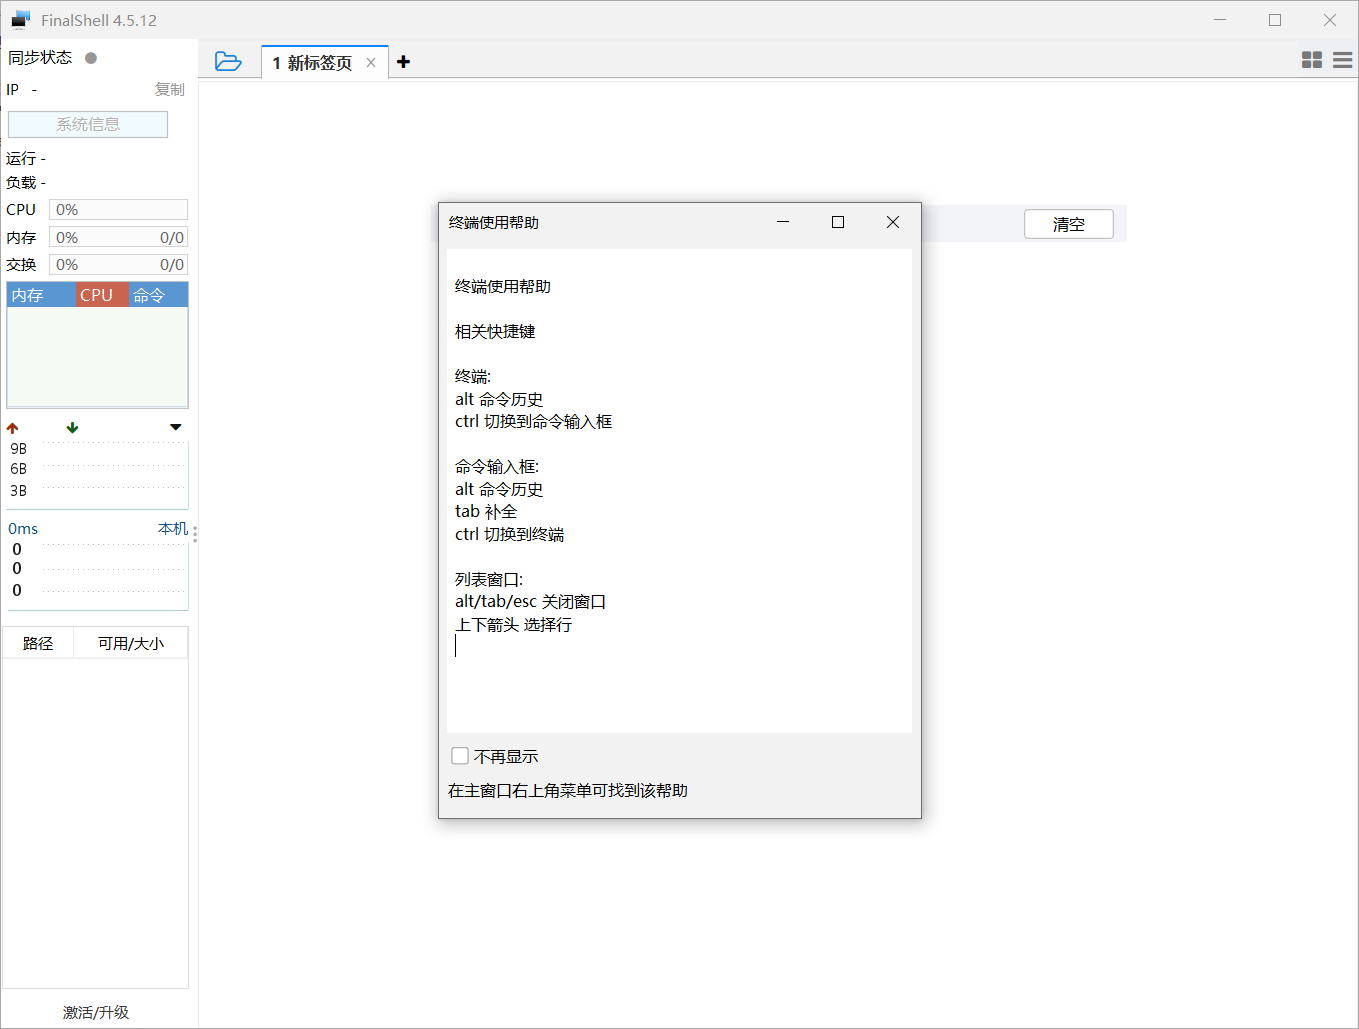 FinalShell 4.5.12
同步状态
IP -
复制
系统信息
运行 -
负载 -
CPU 0%
内存 0% 0/0
交换 0% 0/0
内存 CPU 命令
9B
6B
3B
0ms 本机
0
0
0
路径 可用/大小
激活/升级
1 新标签页
清空
终端使用帮助
终端使用帮助
相关快捷键
终端:
alt 命令历史
ctrl 切换到命令输入框
命令输入框:
alt 命令历史
tab 补全
ctrl 切换到终端
列表窗口:
alt/tab/esc 关闭窗口
上下箭头 选择行
不再显示
在主窗口右上角菜单可找到该帮助